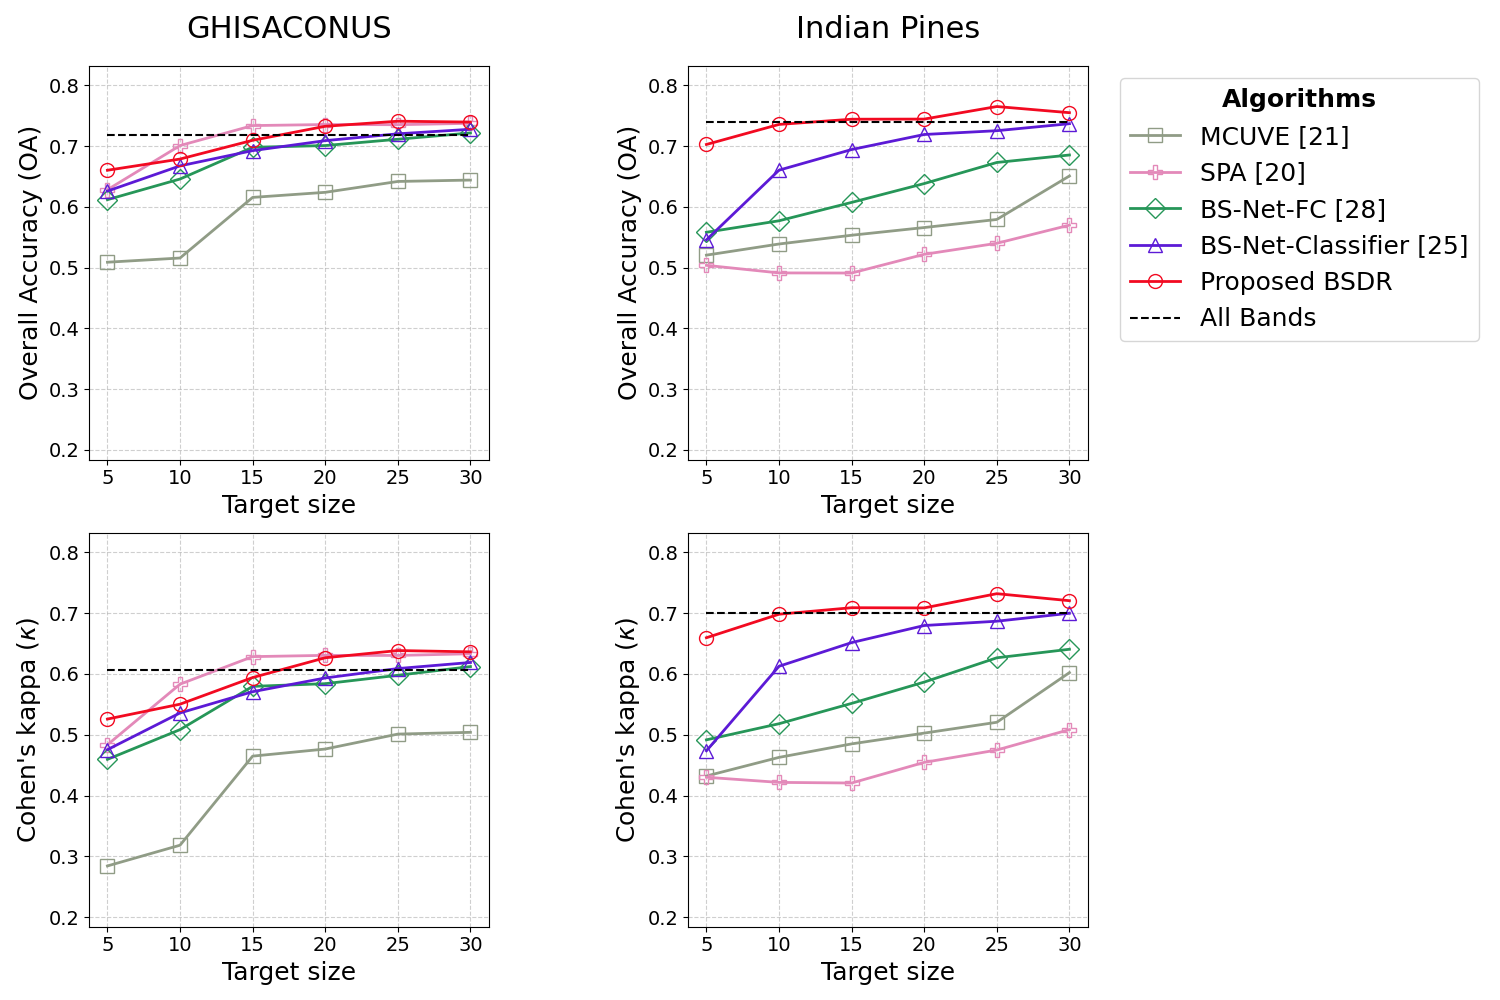 GHISACONUS
Indian Pines
Overall Accuracy (OA)
0.8
0.7
0.6
0.5
0.4
0.3
0.2
5 10 15 20 25 30
Target size
Overall Accuracy (OA)
0.8
0.7
0.6
0.5
0.4
0.3
0.2
5 10 15 20 25 30
Target size
Algorithms
MCUVE [21]
SPA [20]
BS-Net-FC [28]
BS-Net-Classifier [25]
Proposed BSDR
All Bands
Cohen's kappa (κ)
0.8
0.7
0.6
0.5
0.4
0.3
0.2
5 10 15 20 25 30
Target size
Cohen's kappa (κ)
0.8
0.7
0.6
0.5
0.4
0.3
0.2
5 10 15 20 25 30
Target size